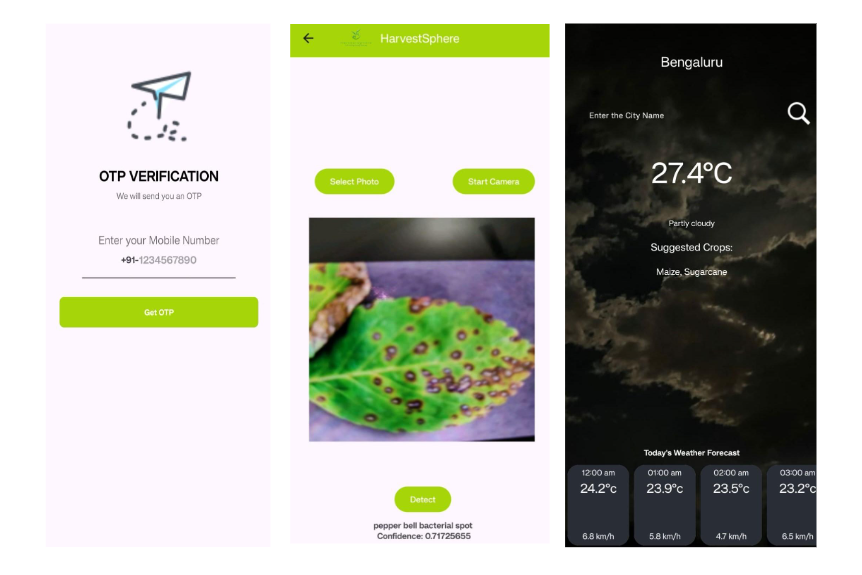 OTP VERIFICATION
We will send you an OTP
Enter your Mobile Number
+91-1234567890
Get OTP
HarvestSphere
Select Photo
Start Camera
Detect
pepper bell bacterial spot
Confidence: 0.71725655
Bengaluru
Enter the City Name
27.4°C
Partly cloudy
Suggested Crops:
Maize, Sugarcane
Today's Weather Forecast
12:00 am 01:00 am 02:00 am 03:00 am
24.2°c 23.9°c 23.5°c 23.2°c
6.8 km/h 5.8 km/h 4.7 km/h 6.5 km/h